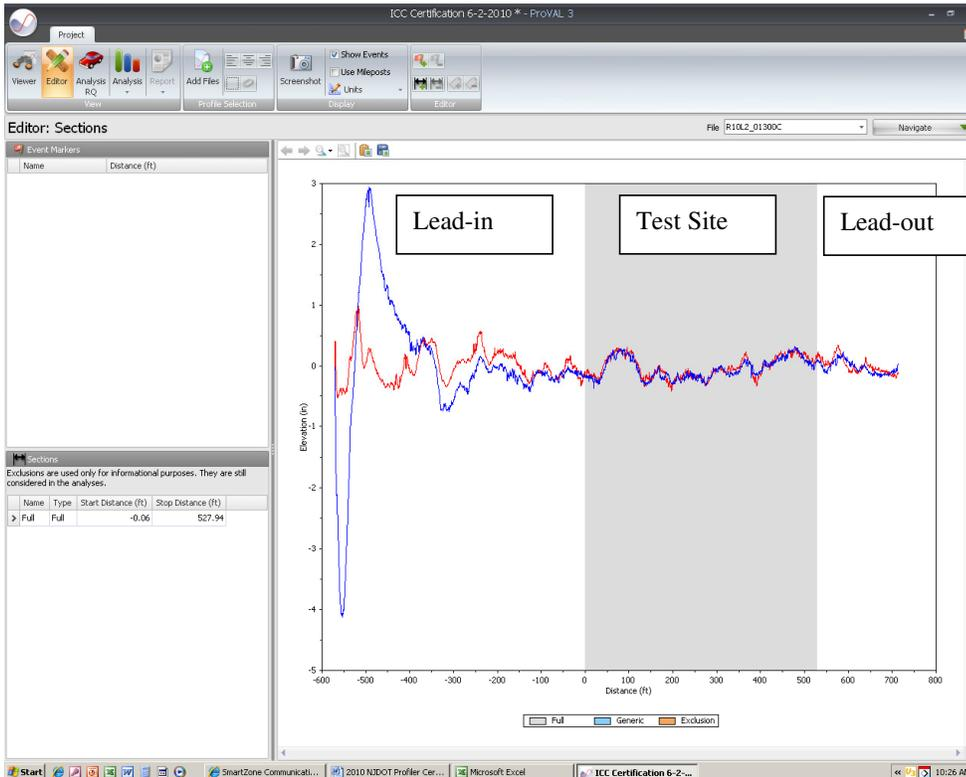 ICC Certification 6-2-2010 * - ProVAL 3
Project
Viewer Editor Analysis RQ Analysis Report
View
Add Files
Profile Selection
Screenshot
Show Events
Use Mileposts
Units
Display
Editor
Editor: Sections
File R10L2_01300C Navigate
Event Markers
Name Distance (ft)
Sections
Exclusions are used only for informational purposes. They are still
considered in the analyses.
Name Type Start Distance (ft) Stop Distance (ft)
Full Full -0.06 527.94
Lead-in Test Site Lead-out
3
2
1
0
-1
-2
-3
-4
-5
Elevation (in)
-600 -500 -400 -300 -200 -100 0 100 200 300 400 500 600 700 800
Distance (ft)
Full Generic Exclusion
Start SmartZone Communicati... 2010 NJDOT Profiler Cer... Microsoft Excel ICC Certification 6-2-... 10:26 AM